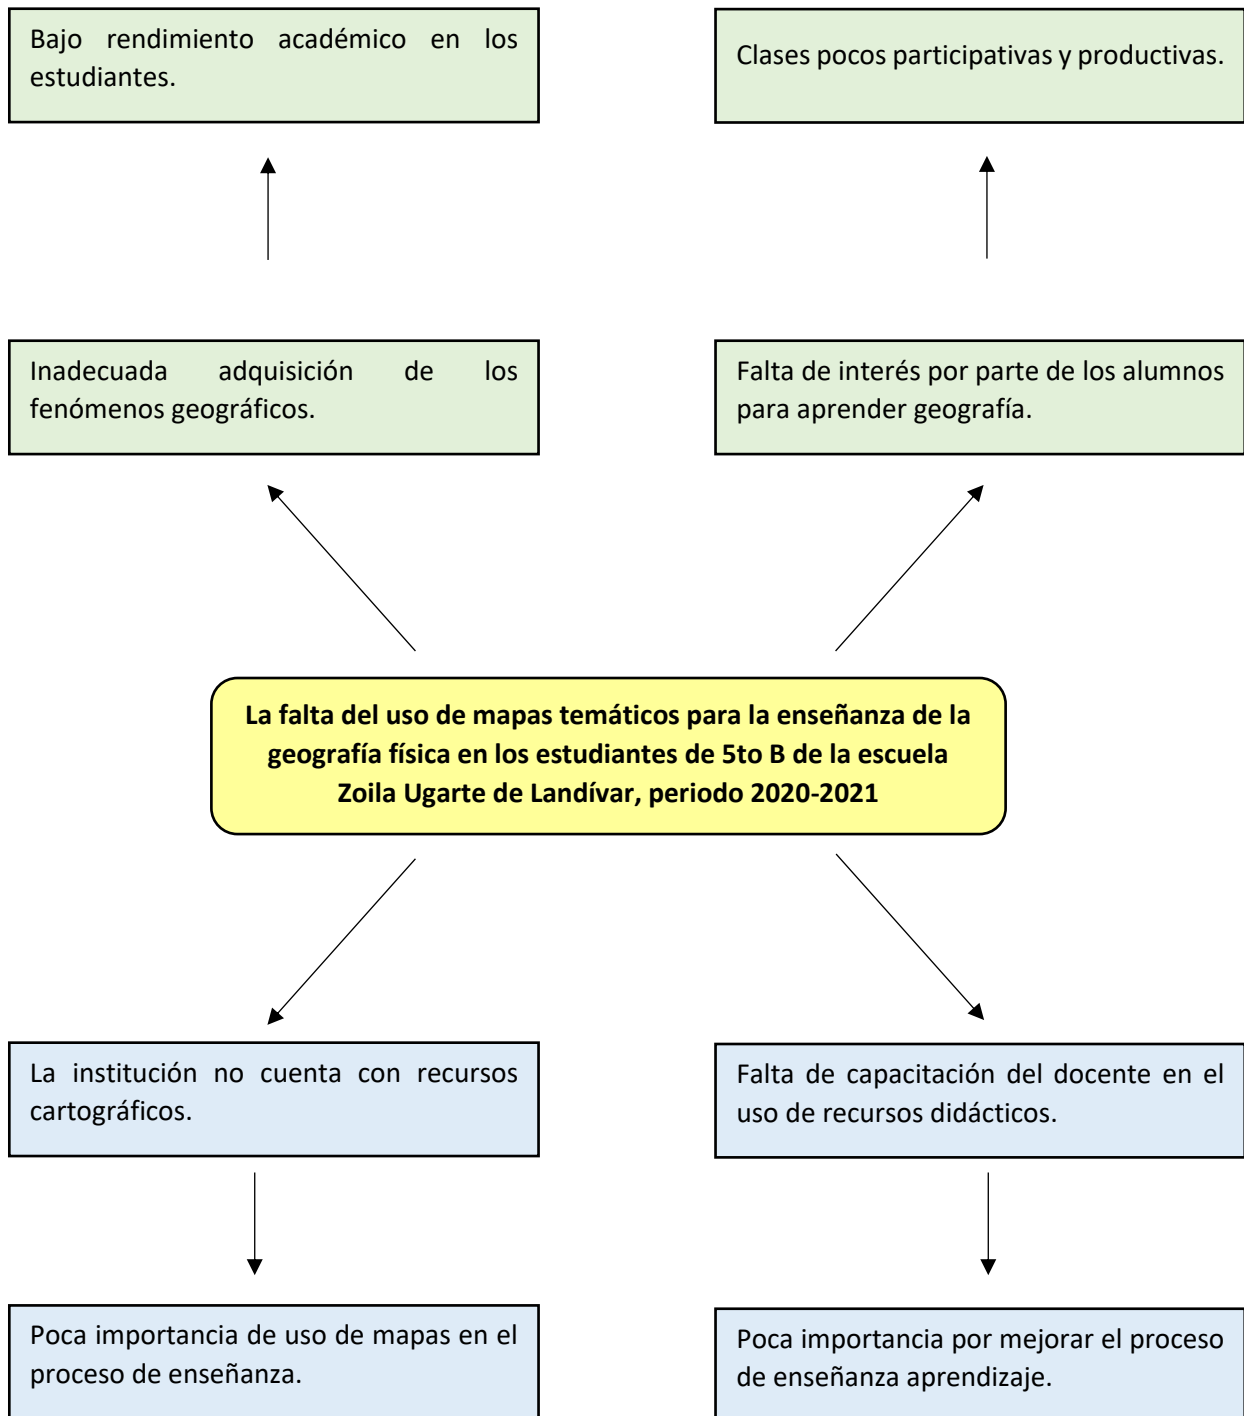 Bajo rendimiento académico en los
estudiantes.
Clases pocos participativas y productivas.
Inadecuada adquisición de los
fenómenos geográficos.
Falta de interés por parte de los alumnos
para aprender geografía.
La falta del uso de mapas temáticos para la enseñanza de la
geografía física en los estudiantes de 5to B de la escuela
Zoila Ugarte de Landívar, periodo 2020-2021
La institución no cuenta con recursos
cartográficos.
Falta de capacitación del docente en el
uso de recursos didácticos.
Poca importancia de uso de mapas en el
proceso de enseñanza.
Poca importancia por mejorar el proceso
de enseñanza aprendizaje.